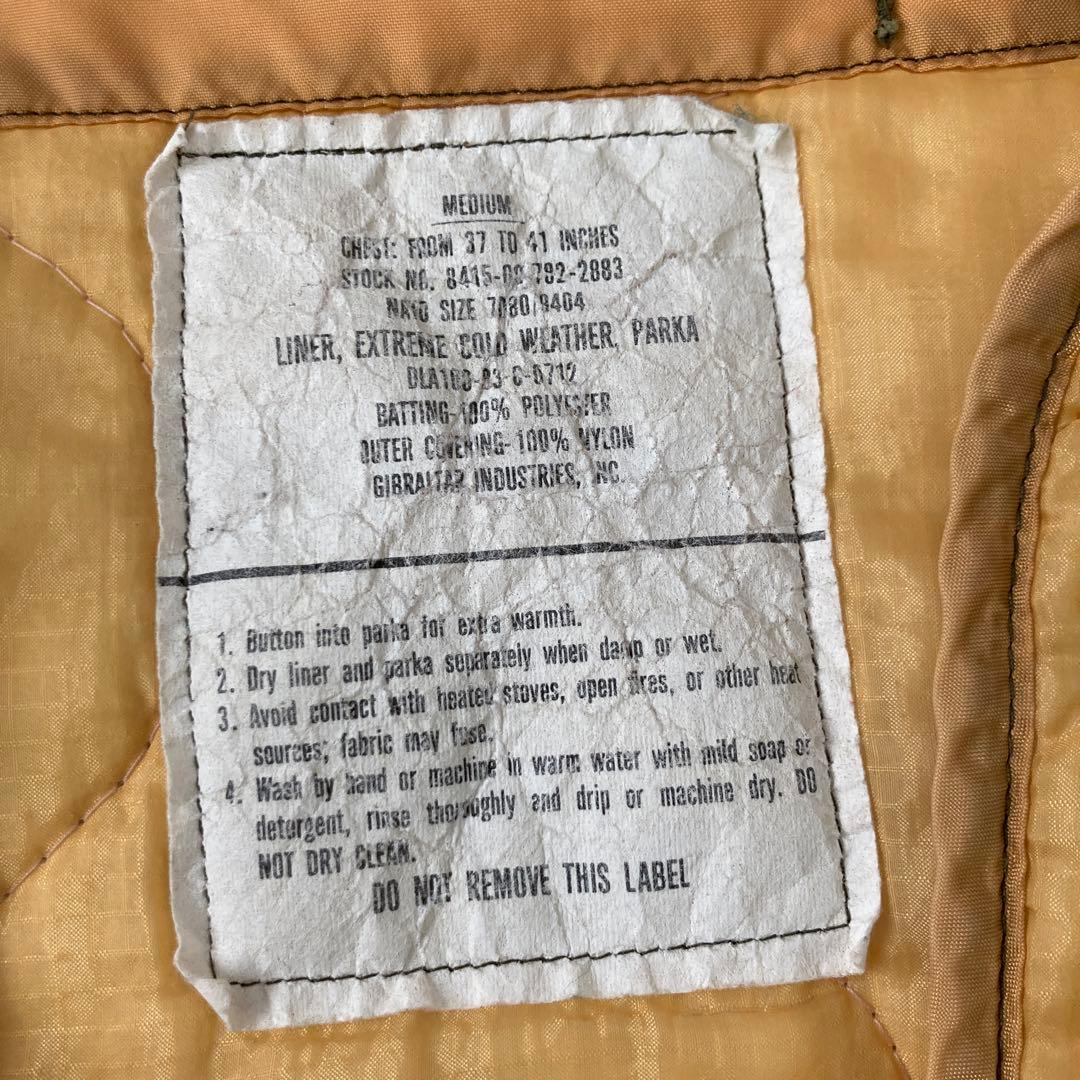 MEDIUM
CHEST: FROM 37 TO 41 INCHES
STOCK NO. 8415-00-782-2883
NATO SIZE 7080/9404
LINER, EXTREME COLD WEATHER, PARKA
BATTING-100% POLYESTER
OUTER COVERING-100% NYLON
GIBRALTAR INDUSTRIES, INC.
1. Button into parka for extra warmth.
2. Dry liner and parka separately when damp or wet.
3. Avoid contact with heated stoves, open fires, or other heat
sources; fabric may fuse.
4. Wash by hand or machine in warm water with mild soap or
detergent, rinse thoroughly and drip or machine dry. DO
NOT DRY CLEAN.
DO NOT REMOVE THIS LABEL